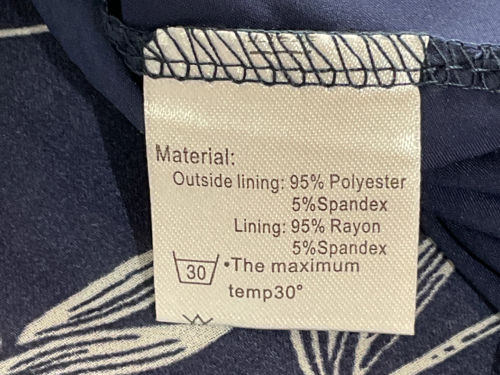 Material:
Outside lining: 95% Polyester
5%Spandex
Lining: 95% Rayon
5%Spandex
30 •The maximum
temp30°